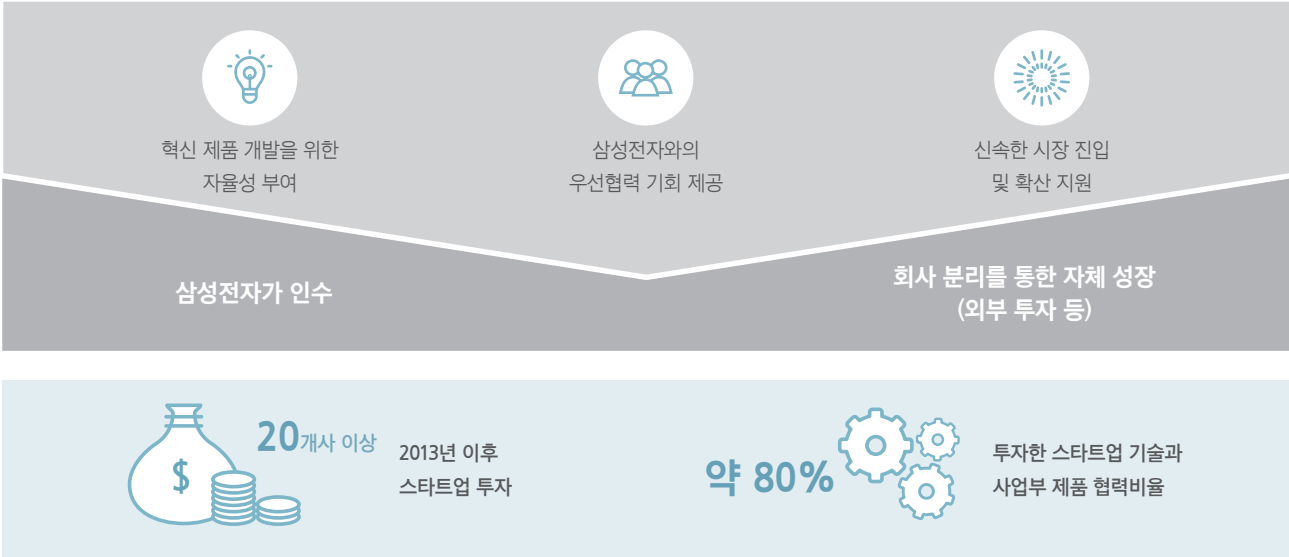 혁신 제품 개발을 위한
자율성 부여
삼성전자와의
우선협력 기회 제공
신속한 시장 진입
및 확산 지원
삼성전자가 인수
회사 분리를 통한 자체 성장
(외부 투자 등)
$
20개사 이상
2013년 이후
스타트업 투자
약 80%
투자한 스타트업 기술과
사업부 제품 협력비율